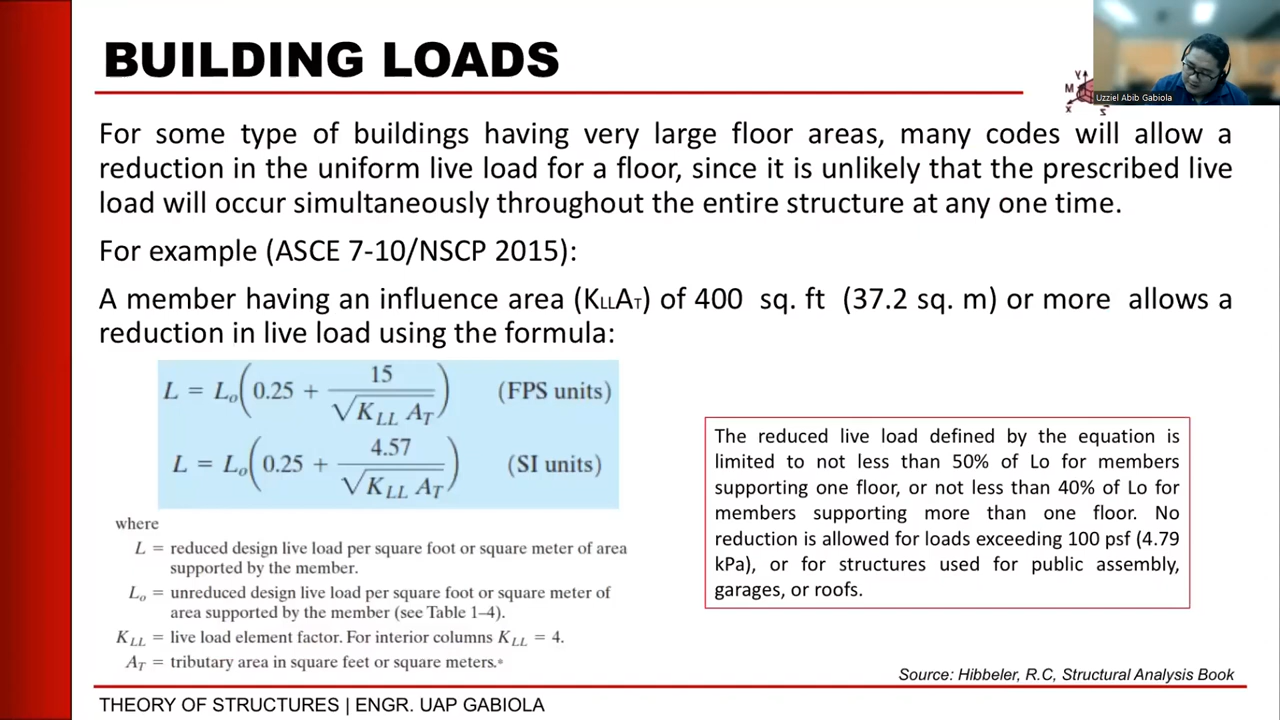 BUILDING LOADS
Uzziel Abib Gabiola
Y
M
X
For some type of buildings having very large floor areas, many codes will allow a
reduction in the uniform live load for a floor, since it is unlikely that the prescribed live
load will occur simultaneously throughout the entire structure at any one time.
For example (ASCE 7-10/NSCP 2015):
A member having an influence area (KLLAT) of 400 sq. ft (37.2 sq. m) or more allows a
reduction in live load using the formula:
L = Lo(0.25 + 15/√KLL AT) (FPS units)
L = Lo(0.25 + 4.57/√KLL AT) (SI units)
where
L = reduced design live load per square foot or square meter of area
supported by the member.
Lo = unreduced design live load per square foot or square meter of
area supported by the member (see Table 1–4).
KLL = live load element factor. For interior columns KLL = 4.
AT = tributary area in square feet or square meters.*
The reduced live load defined by the equation is
limited to not less than 50% of Lo for members
supporting one floor, or not less than 40% of Lo for
members supporting more than one floor. No
reduction is allowed for loads exceeding 100 psf (4.79
kPa), or for structures used for public assembly,
garages, or roofs.
Source: Hibbeler, R.C, Structural Analysis Book
THEORY OF STRUCTURES | ENGR. UAP GABIOLA